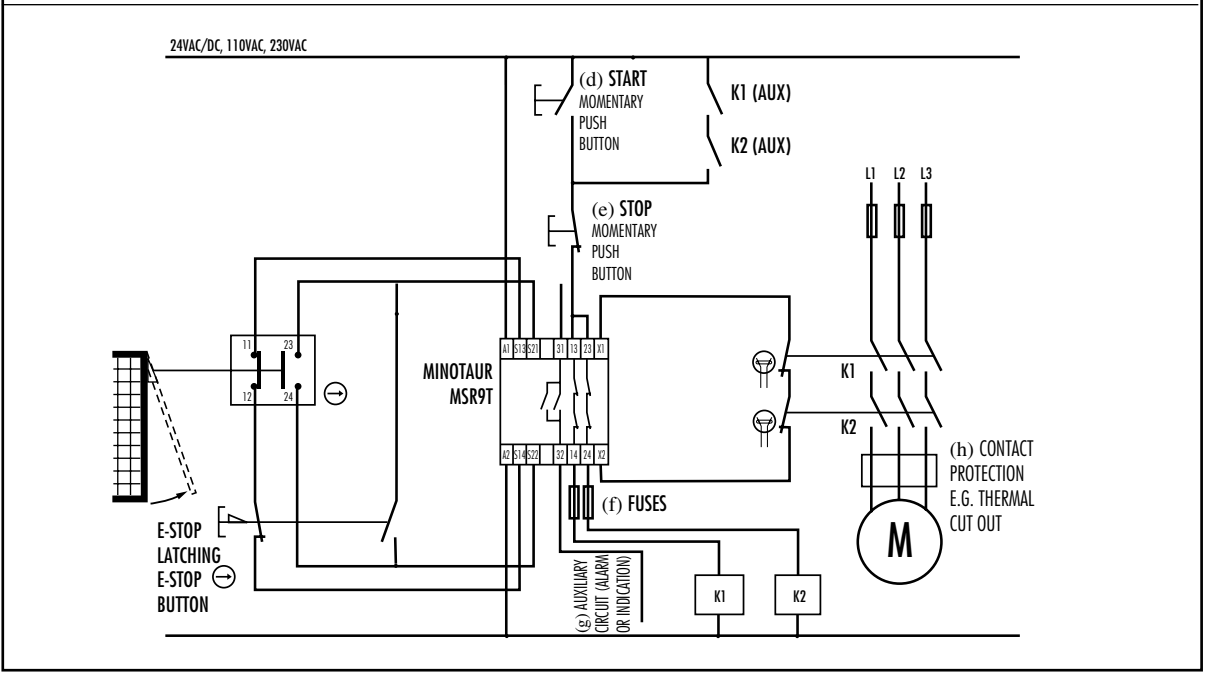 24VAC/DC, 110VAC, 230VAC
(d) START
MOMENTARY
PUSH
BUTTON
K1 (AUX)
K2 (AUX)
L1 L2 L3
(e) STOP
MOMENTARY
PUSH
BUTTON
11 23
12 24
A1 S13 S21 31 13 23 X1
MINOTAUR
MSR9T
A2 S14 S22 32 14 24 X2
K1
K2
(h) CONTACT
PROTECTION
E.G. THERMAL
CUT OUT
M
(f) FUSES
E-STOP
LATCHING
E-STOP
BUTTON
(g) AUXILIARY
CIRCUIT (ALARM
OR INDICATION)
K1 K2